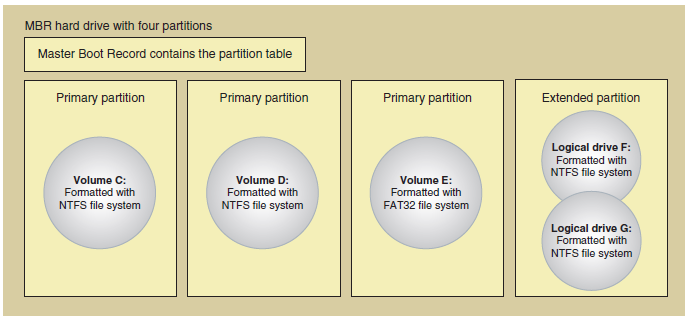 MBR hard drive with four partitions
Master Boot Record contains the partition table
Primary partition
Volume C:
Formatted with
NTFS file system
Primary partition
Volume D:
Formatted with
NTFS file system
Primary partition
Volume E:
Formatted with
FAT32 file system
Extended partition
Logical drive F:
Formatted with
NTFS file system
Logical drive G:
Formatted with
NTFS file system